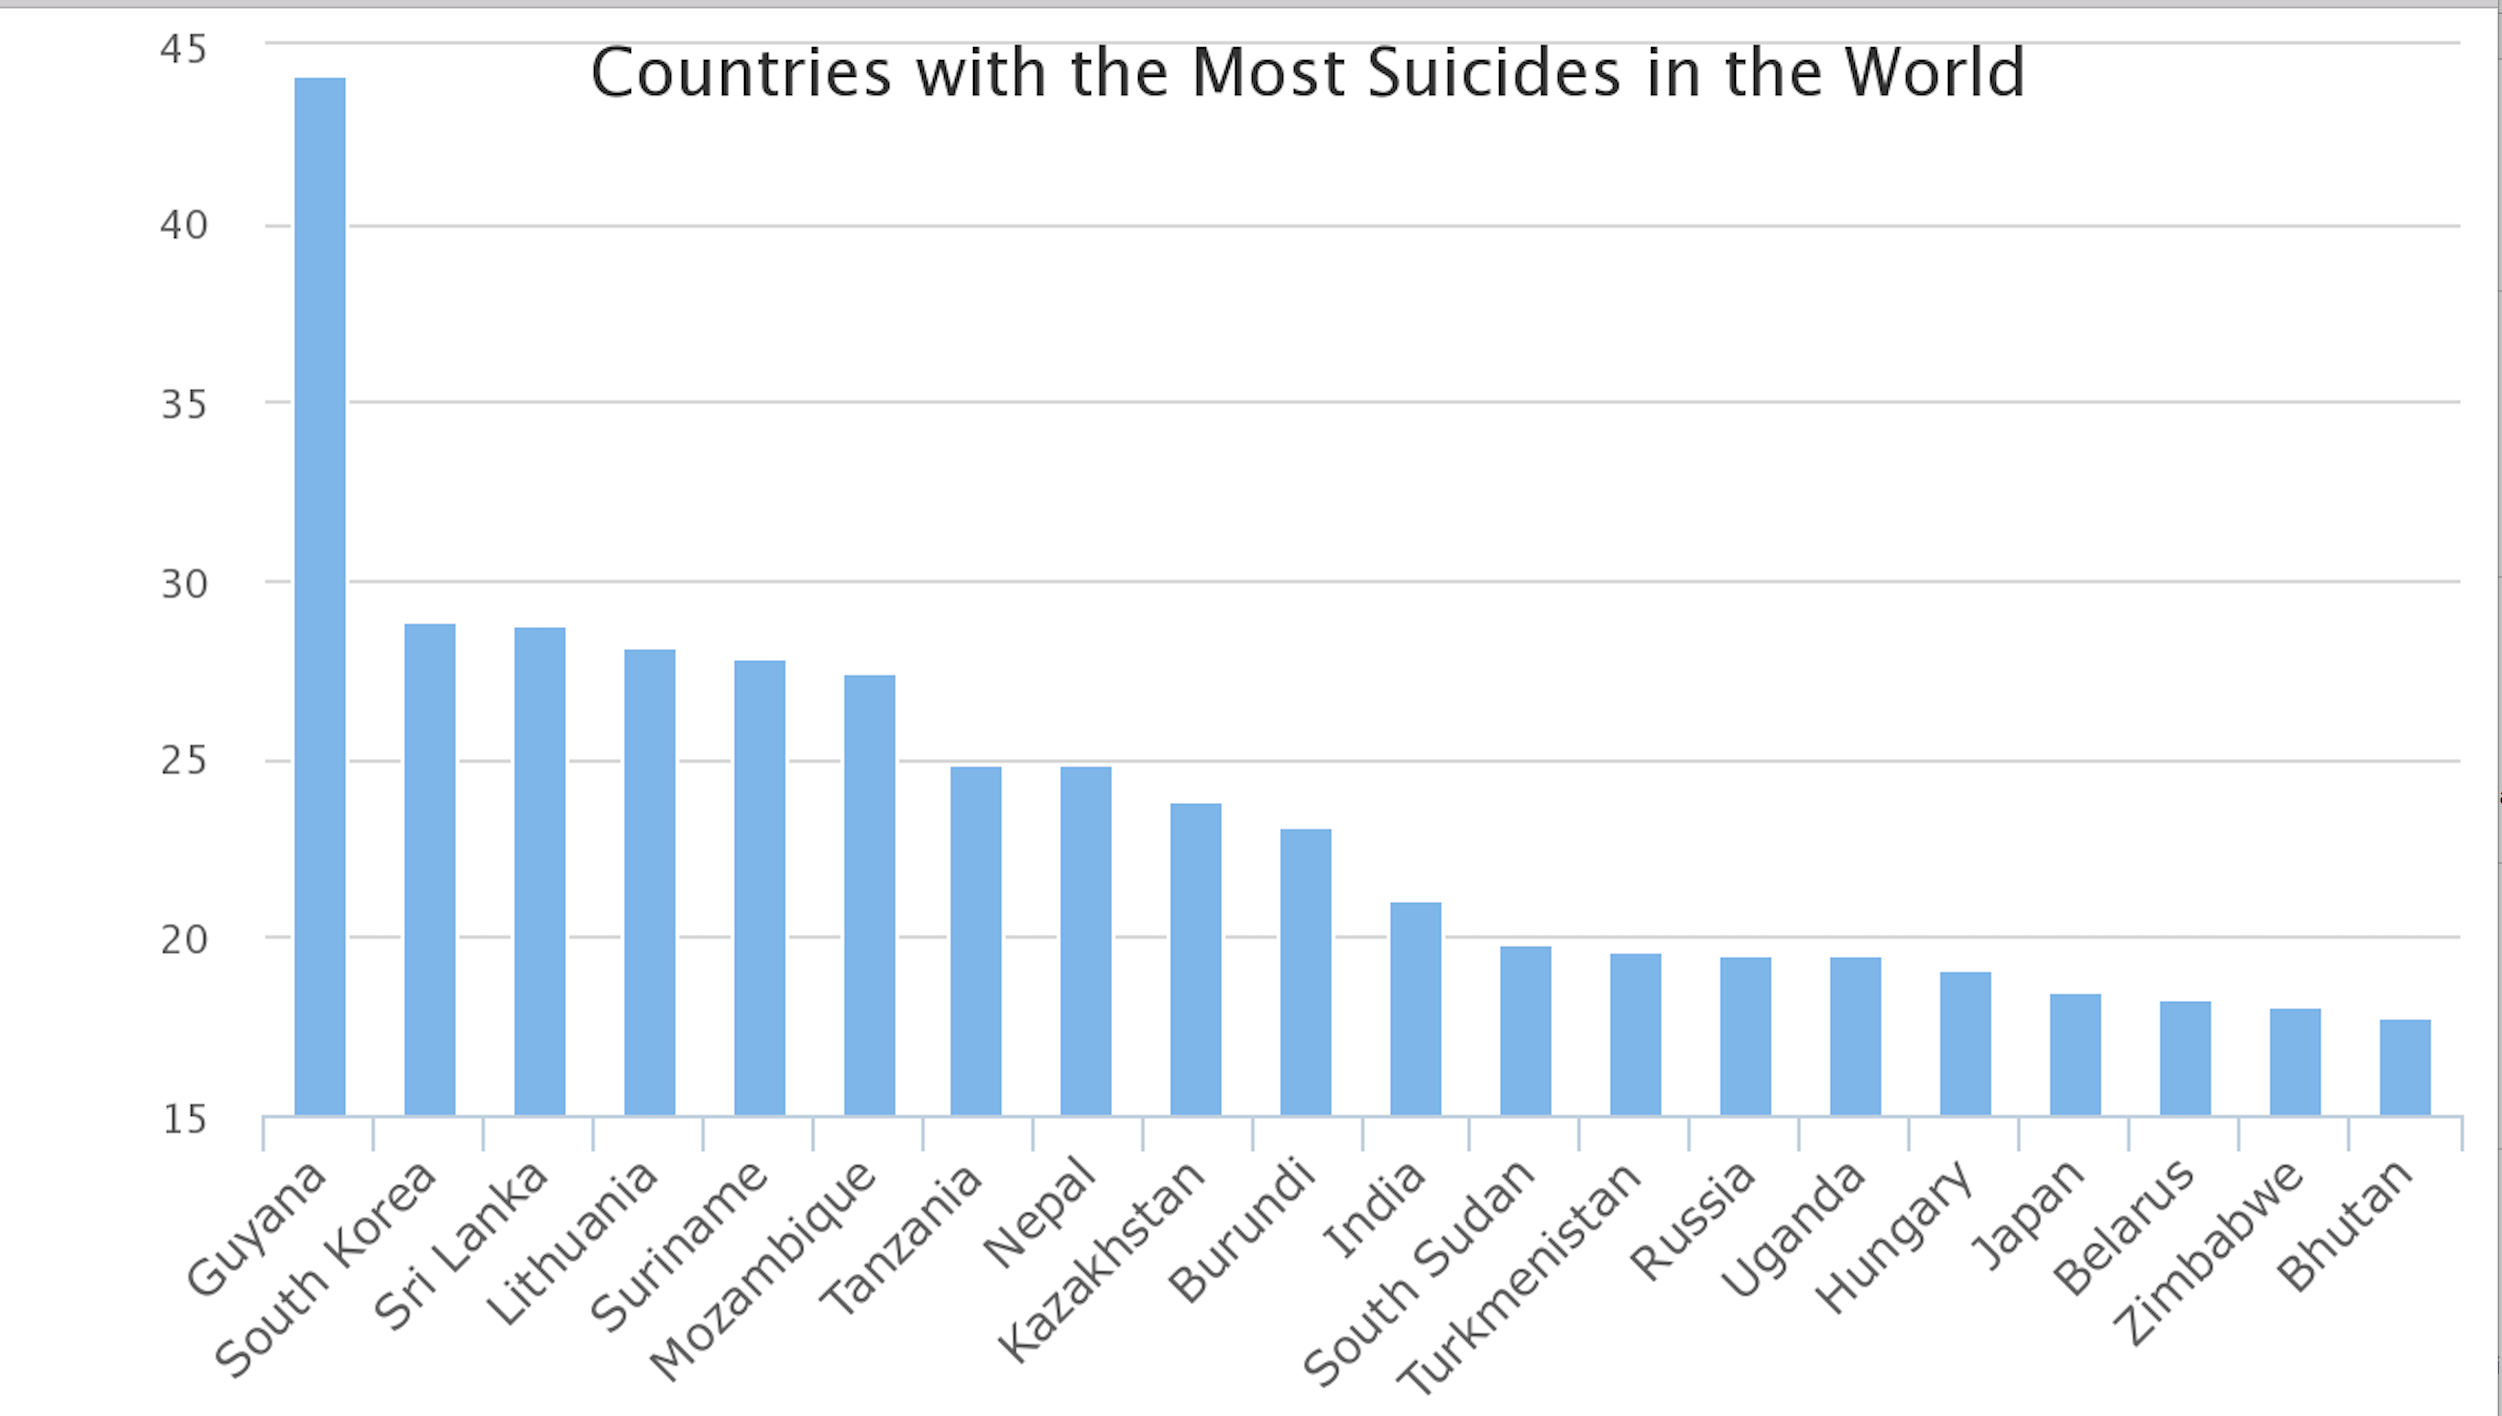 Countries with the Most Suicides in the World
45
40
35
30
25
20
15
Guyana
South Korea
Sri Lanka
Lithuania
Suriname
Mozambique
Tanzania
Nepal
Kazakhstan
Burundi
India
South Sudan
Turkmenistan
Russia
Uganda
Hungary
Japan
Belarus
Zimbabwe
Bhutan